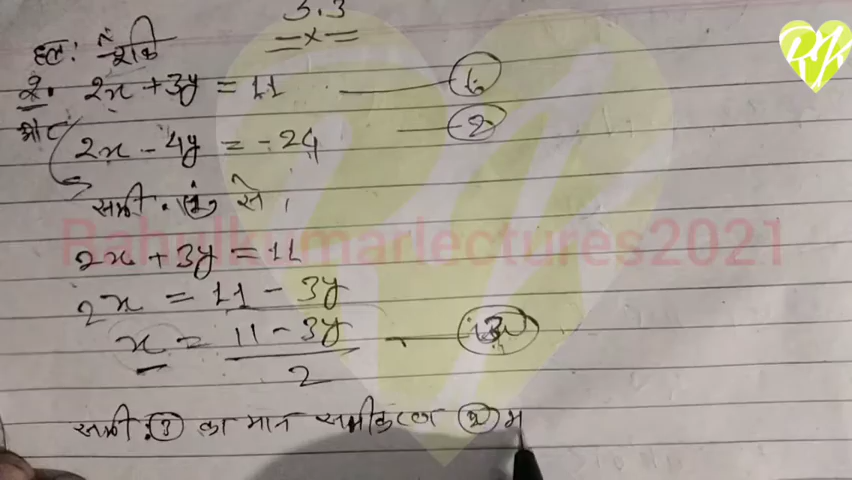 3.3
हल: चूंकि
2. 2x + 3y = 11 ——— 1
और
2x - 4y = -24 — 2
समी. 1 से,
2x + 3y = 11
2x = 11 - 3y
x = 11 - 3y / 2 — 3
समी. 3 का मान समीकरण 2 म
Rahulkumarlectures2021
RK